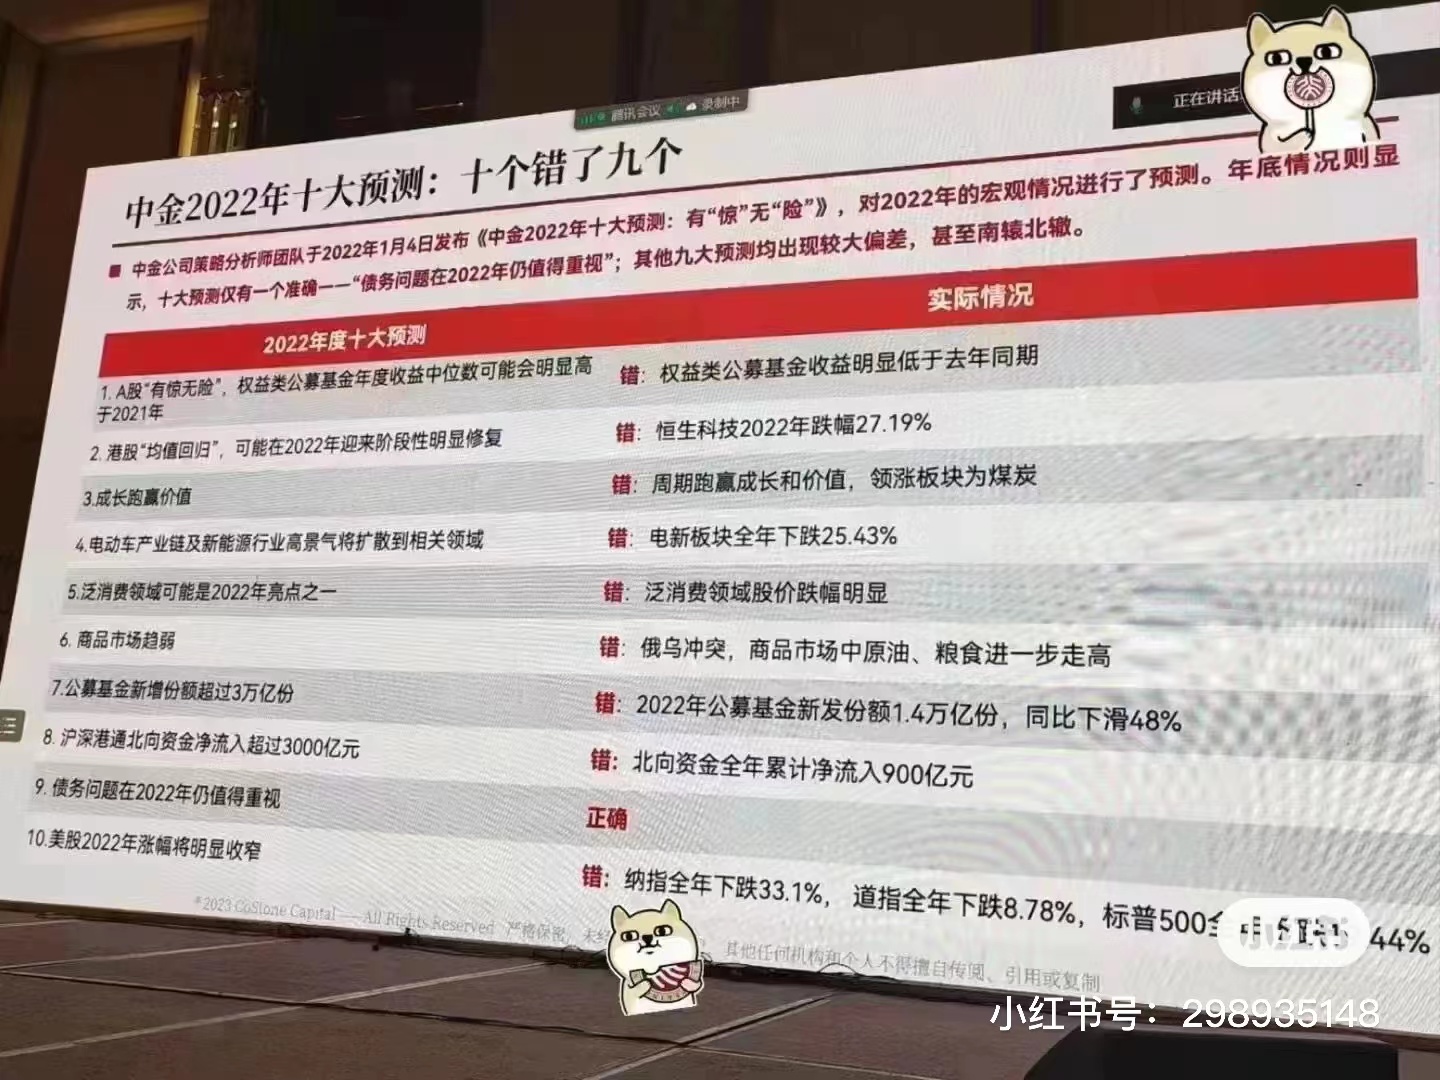 腾讯会议 录制中
正在讲话
中金2022年十大预测：十个错了九个
中金公司策略分析师团队于2022年1月4日发布《中金2022年十大预测：有“惊”无“险”》，对2022年的宏观情况进行了预测。年底情况则显
示，十大预测仅有一个准确——“债务问题在2022年仍值得重视”；其他九大预测均出现较大偏差，甚至南辕北辙。
2022年度十大预测
实际情况
1. A股“有惊无险”，权益类公募基金年度收益中位数可能会明显高
于2021年
错：权益类公募基金收益明显低于去年同期
2. 港股“均值回归”，可能在2022年迎来阶段性明显修复
错：恒生科技2022年跌幅27.19%
3.成长跑赢价值
错：周期跑赢成长和价值，领涨板块为煤炭
4.电动车产业链及新能源行业高景气将扩散到相关领域
错：电新板块全年下跌25.43%
5.泛消费领域可能是2022年亮点之一
错：泛消费领域股价跌幅明显
6. 商品市场趋弱
错：俄乌冲突，商品市场中原油、粮食进一步走高
7.公募基金新增份额超过3万亿份
错：2022年公募基金新发份额1.4万亿份，同比下滑48%
8. 沪深港通北向资金净流入超过3000亿元
错：北向资金全年累计净流入900亿元
9. 债务问题在2022年仍值得重视
正确
10.美股2022年涨幅将明显收窄
错：纳指全年下跌33.1%，道指全年下跌8.78%，标普500全 44%
©2023 CoStone Capital —— All Rights Reserved 严格保密，未经 其他任何机构和个人不得擅自传阅、引用或复制
小红书
小红书号：298935148